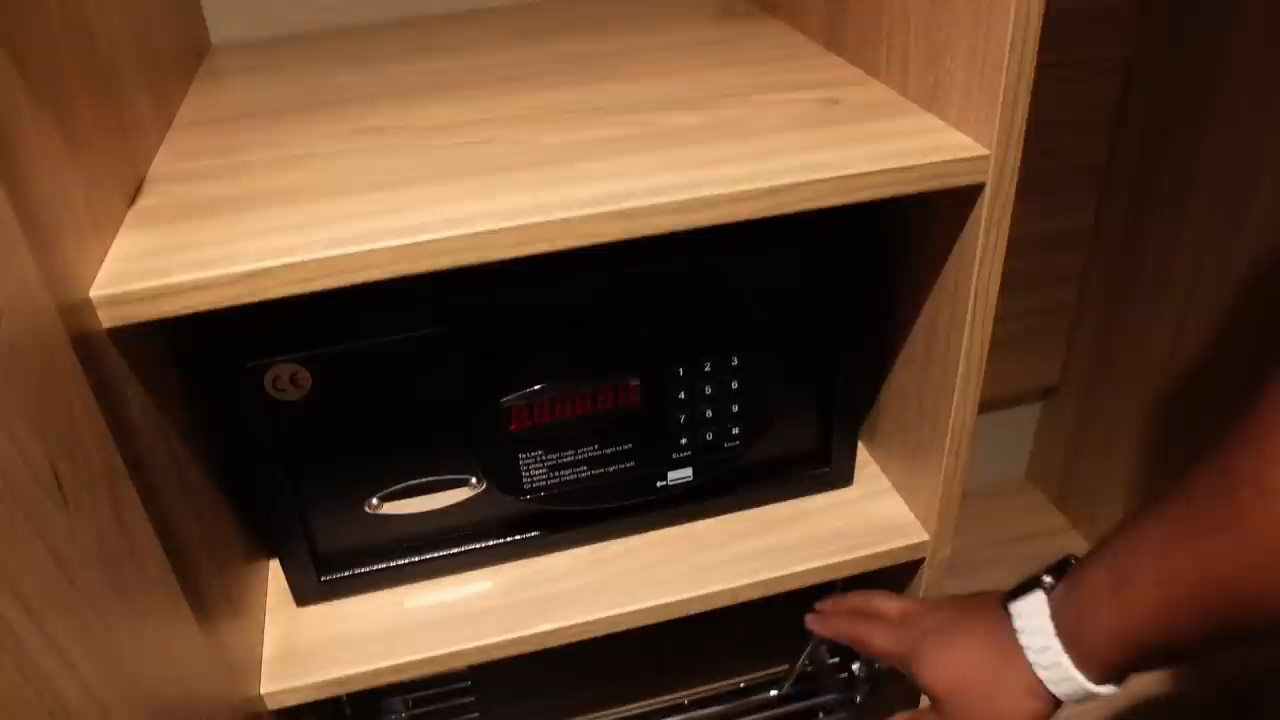 CE
1 2 3
4 5 6
7 8 9
* 0 #
CLEAR LOCK
To Lock:
Enter 3-6 digit code, press #
Or slide your credit card from right to left
To Open:
Re-enter 3-6 digit code
Or slide your credit card from right to left